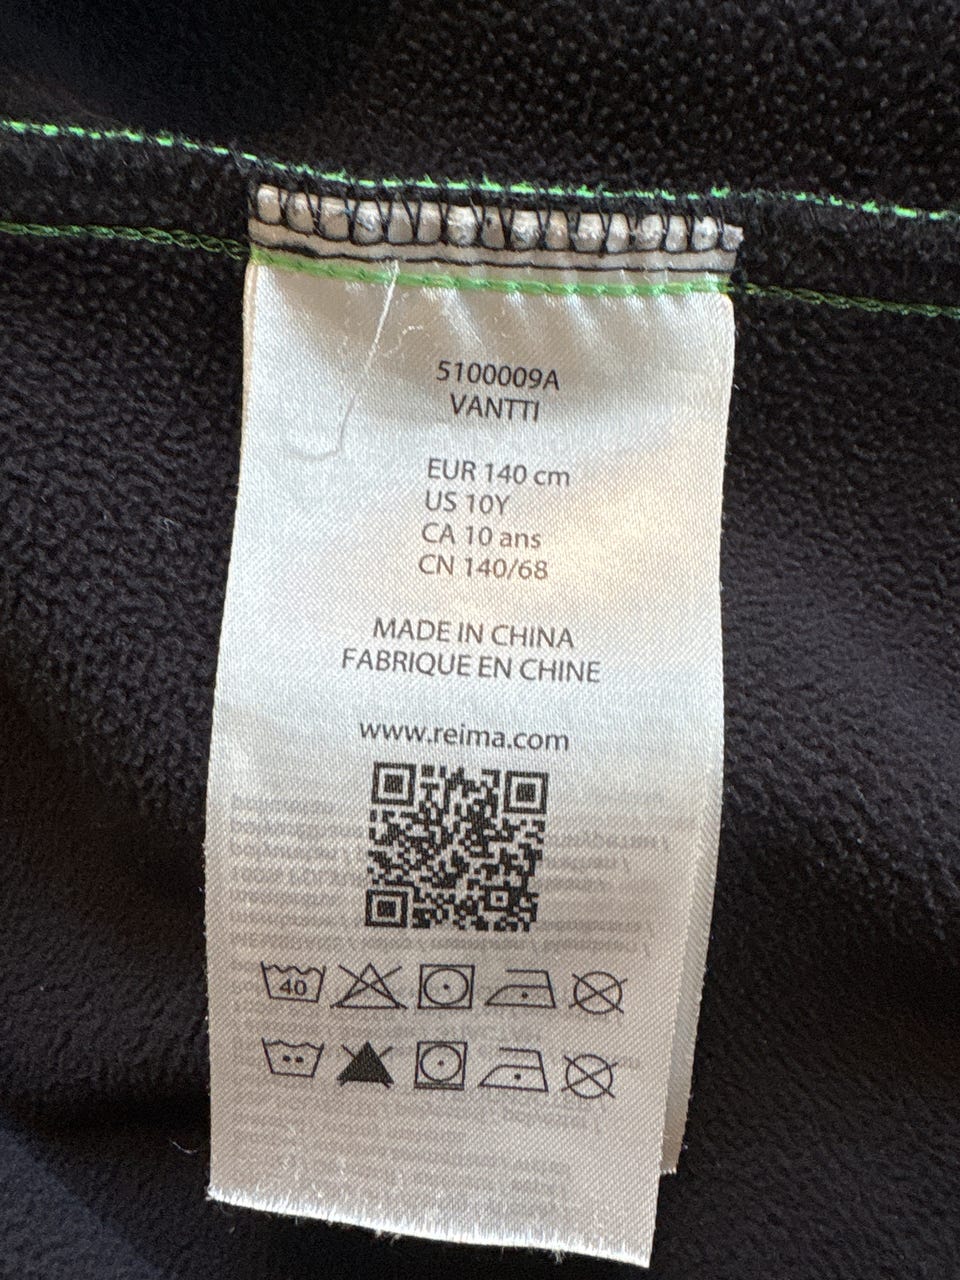 5100009A
VANTTI
EUR 140 cm
US 10Y
CA 10 ans
CN 140/68
MADE IN CHINA
FABRIQUE EN CHINE
www.reima.com
40